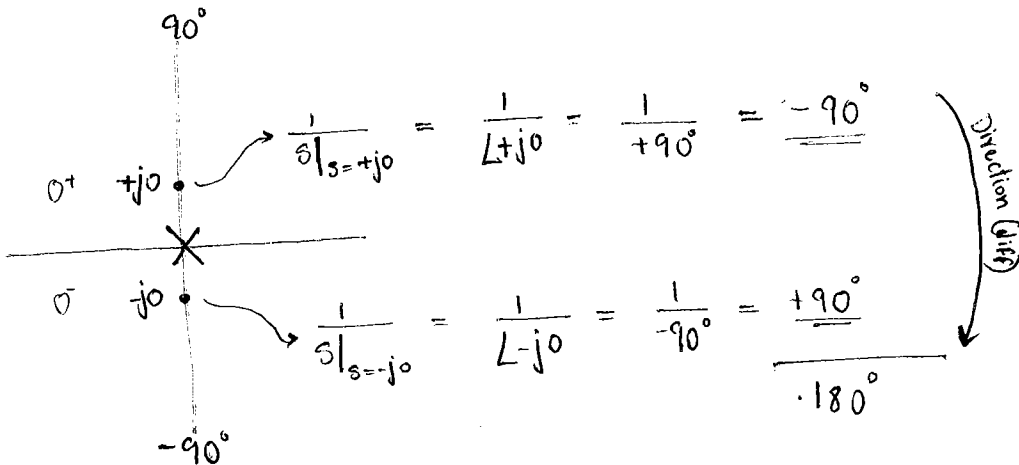 90°
0⁺ +j0 1/S|s=+j0 = 1/∠+j0 = 1/+90° = -90°
Direction (diff)
0⁻ -j0 1/S|s=-j0 = 1/∠-j0 = 1/-90° = +90°
180°
-90°